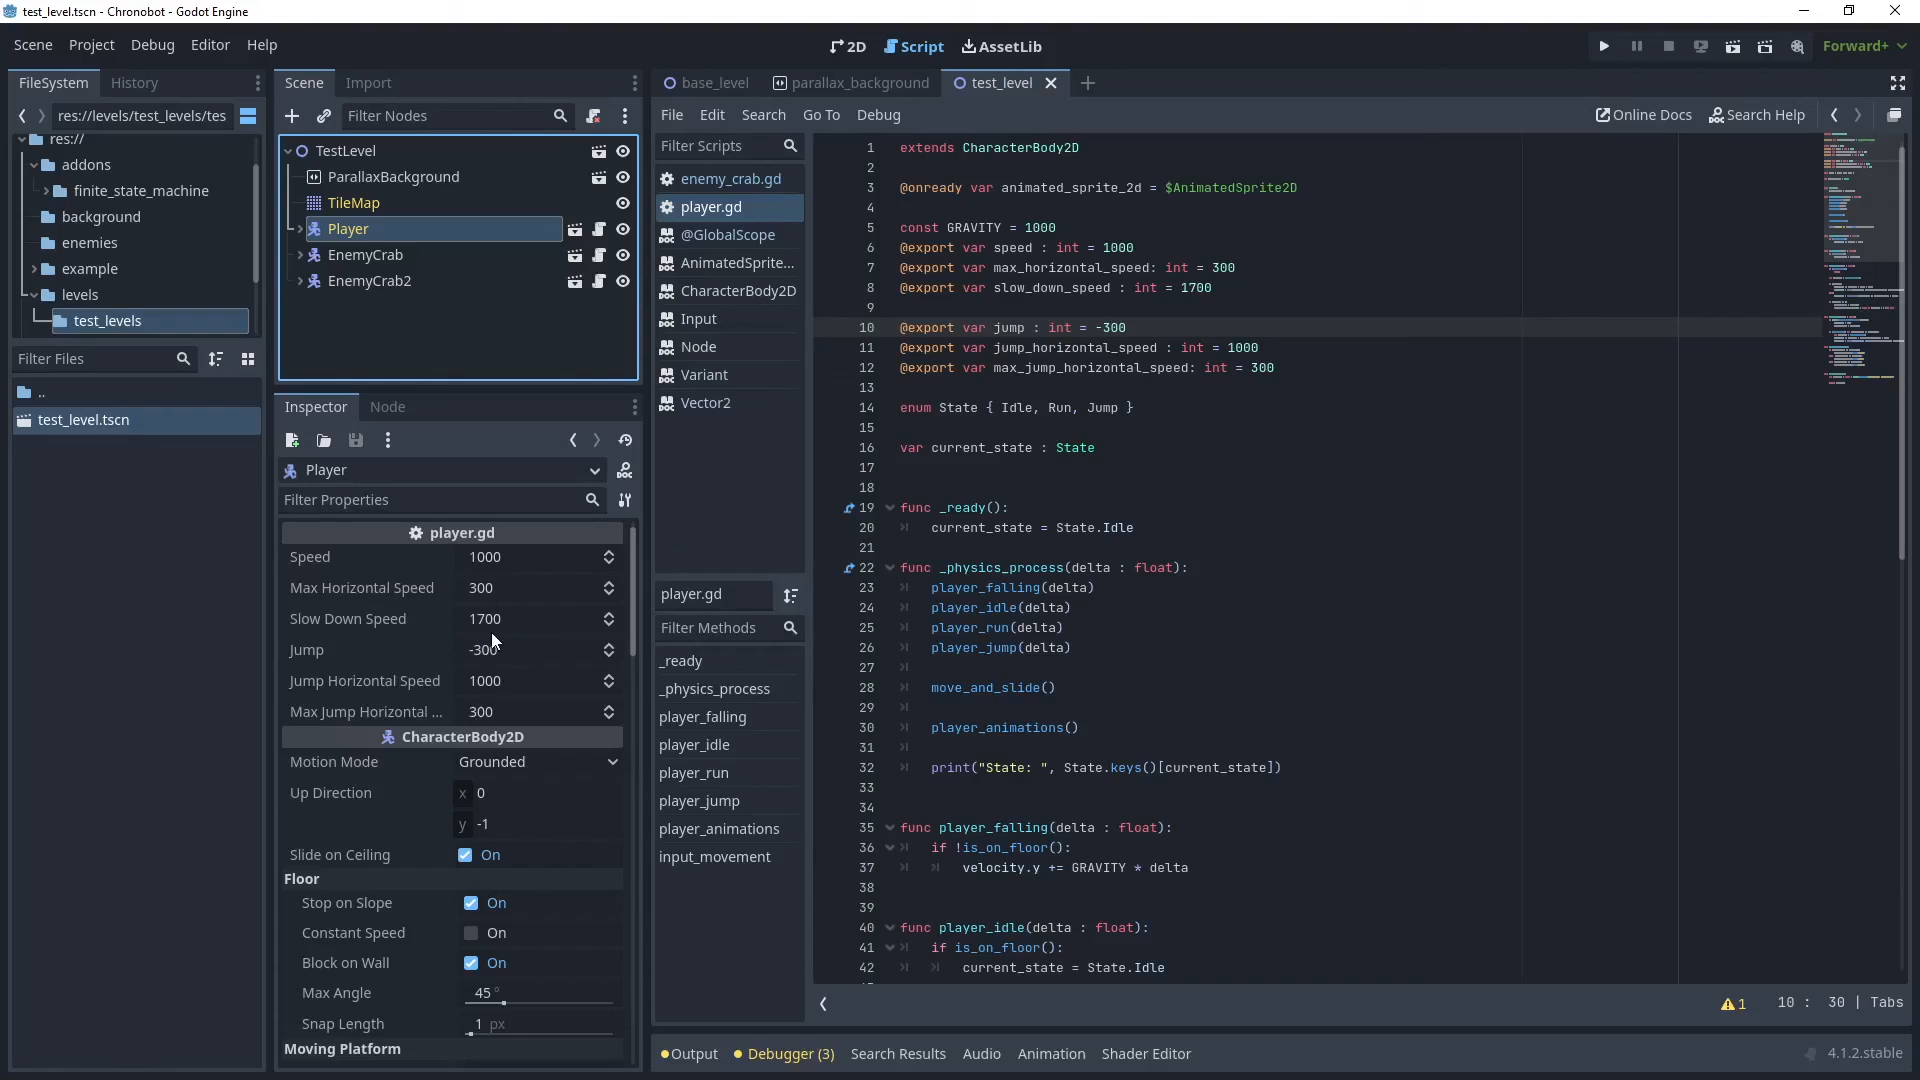 test_level.tscn - Chronobot - Godot Engine
Scene Project Debug Editor Help
2D Script AssetLib
Forward+
FileSystem History
res://levels/test_levels/tes
res://
addons
finite_state_machine
background
enemies
example
levels
test_levels
Filter Files
..
test_level.tscn
Scene Import
Filter Nodes
TestLevel
ParallaxBackground
TileMap
Player
EnemyCrab
EnemyCrab2
Inspector Node
Player
Filter Properties
player.gd
Speed 1000
Max Horizontal Speed 300
Slow Down Speed 1700
Jump -300
Jump Horizontal Speed 1000
Max Jump Horizontal ... 300
CharacterBody2D
Motion Mode Grounded
Up Direction x 0
y -1
Slide on Ceiling On
Floor
Stop on Slope On
Constant Speed On
Block on Wall On
Max Angle 45 °
Snap Length 1 px
Moving Platform
base_level parallax_background test_level
File Edit Search Go To Debug
Online Docs Search Help
Filter Scripts
enemy_crab.gd
player.gd
@GlobalScope
AnimatedSprite...
CharacterBody2D
Input
Node
Variant
Vector2
player.gd
Filter Methods
_ready
_physics_process
player_falling
player_idle
player_run
player_jump
player_animations
input_movement
1 extends CharacterBody2D
2
3 @onready var animated_sprite_2d = $AnimatedSprite2D
4
5 const GRAVITY = 1000
6 @export var speed : int = 1000
7 @export var max_horizontal_speed: int = 300
8 @export var slow_down_speed : int = 1700
9
10 @export var jump : int = -300
11 @export var jump_horizontal_speed : int = 1000
12 @export var max_jump_horizontal_speed: int = 300
13
14 enum State { Idle, Run, Jump }
15
16 var current_state : State
17
18
19 func _ready():
20 current_state = State.Idle
21
22 func _physics_process(delta : float):
23 player_falling(delta)
24 player_idle(delta)
25 player_run(delta)
26 player_jump(delta)
27
28 move_and_slide()
29
30 player_animations()
31
32 print("State: ", State.keys()[current_state])
33
34
35 func player_falling(delta : float):
36 if !is_on_floor():
37 velocity.y += GRAVITY * delta
38
39
40 func player_idle(delta : float):
41 if is_on_floor():
42 current_state = State.Idle
1 10 : 30 | Tabs
Output Debugger (3) Search Results Audio Animation Shader Editor
4.1.2.stable